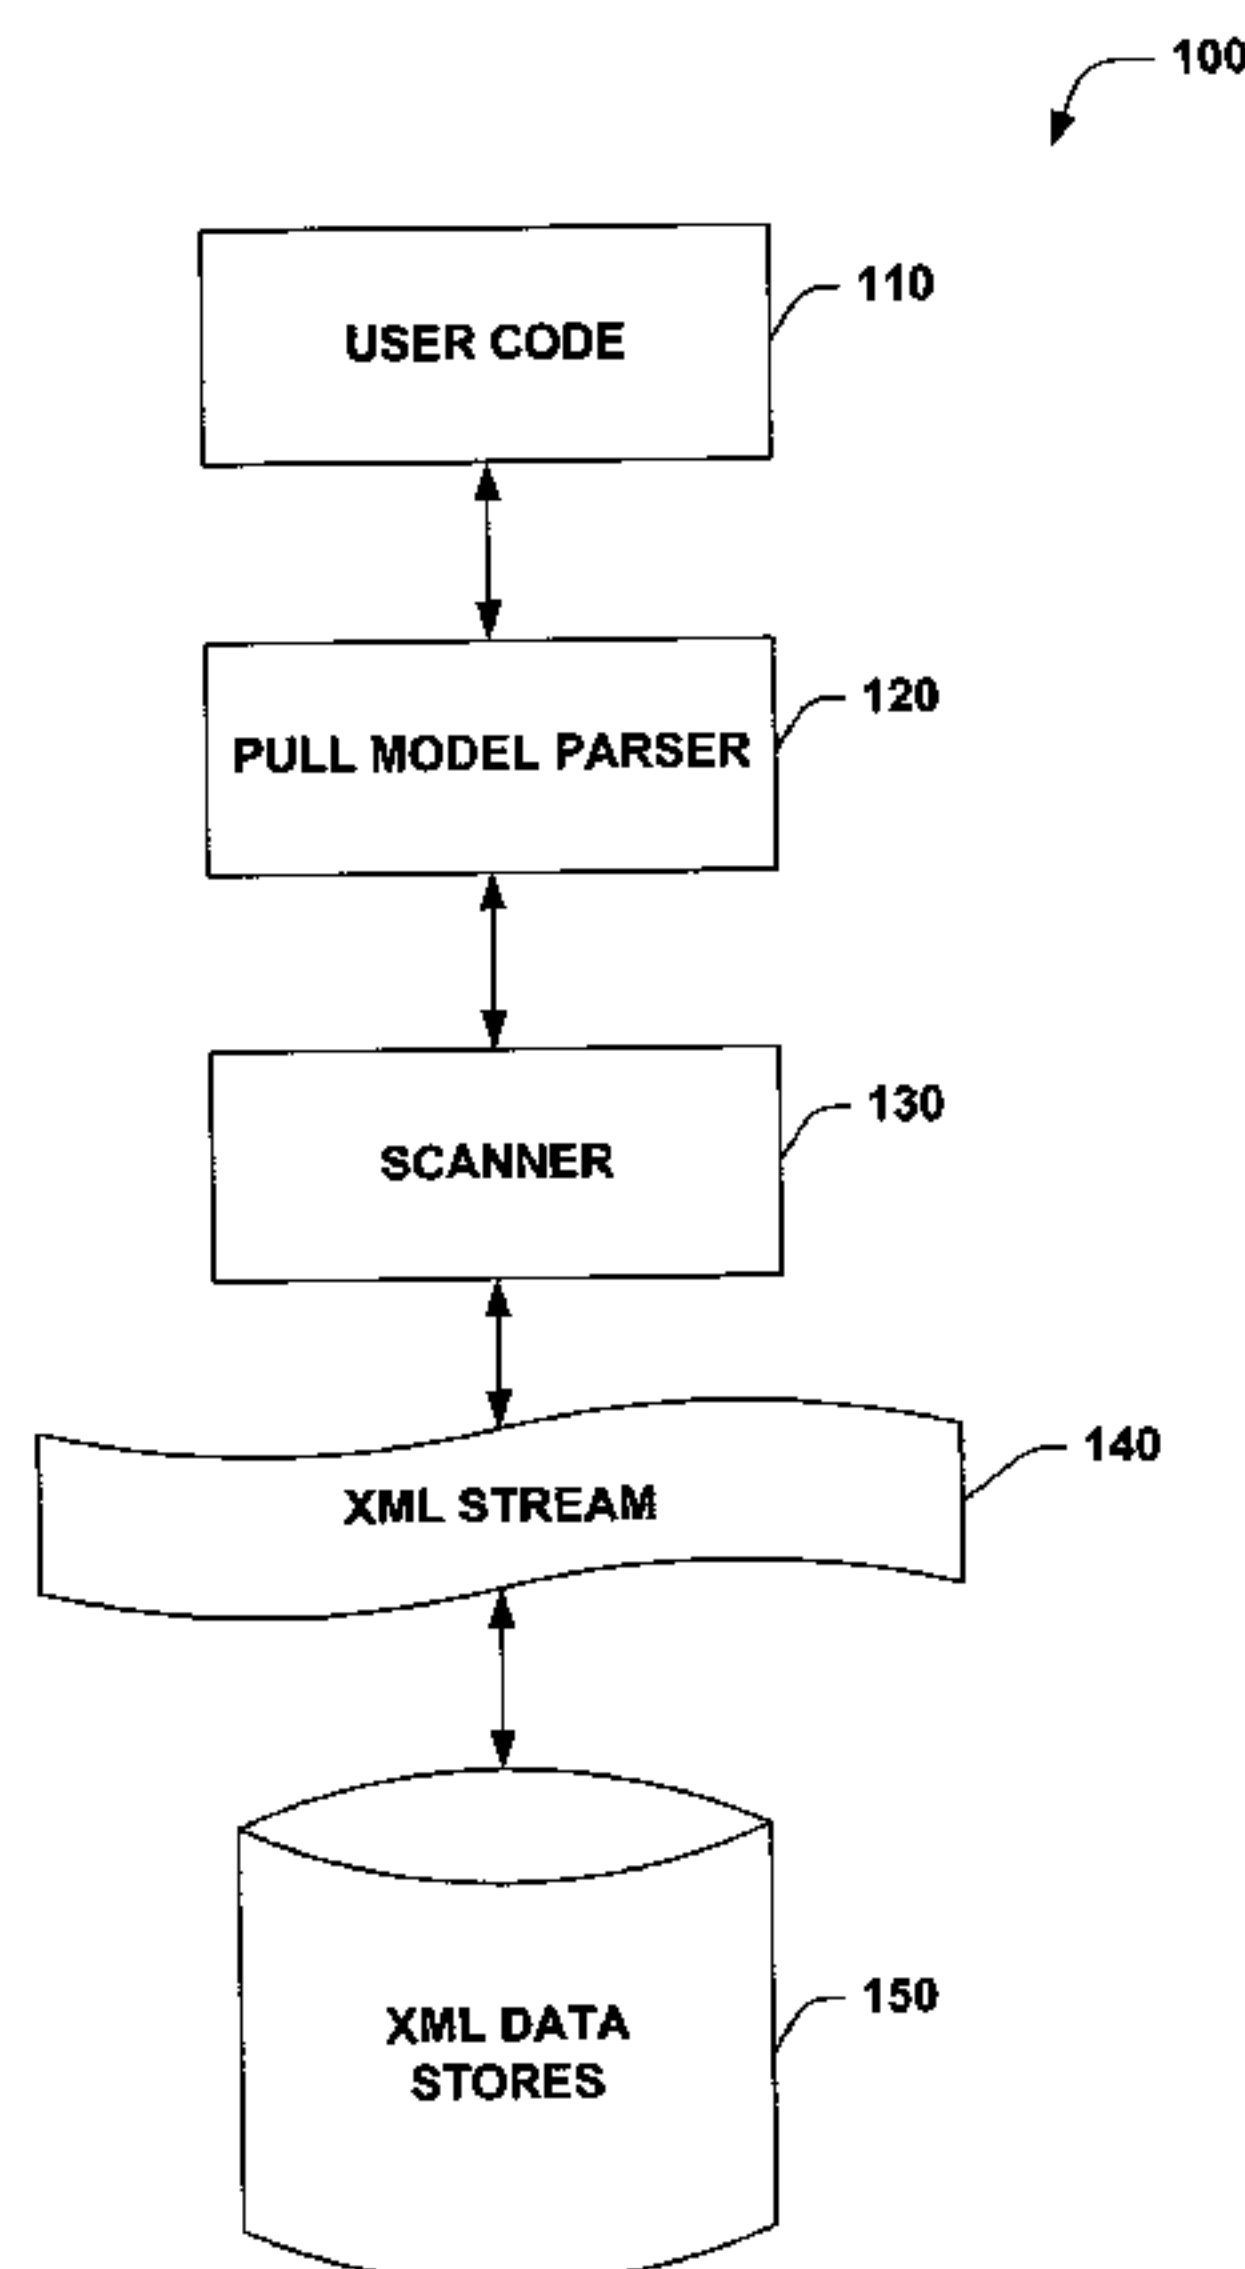 100
USER CODE
110
PULL MODEL PARSER
120
SCANNER
130
XML STREAM
140
XML DATA
STORES
150